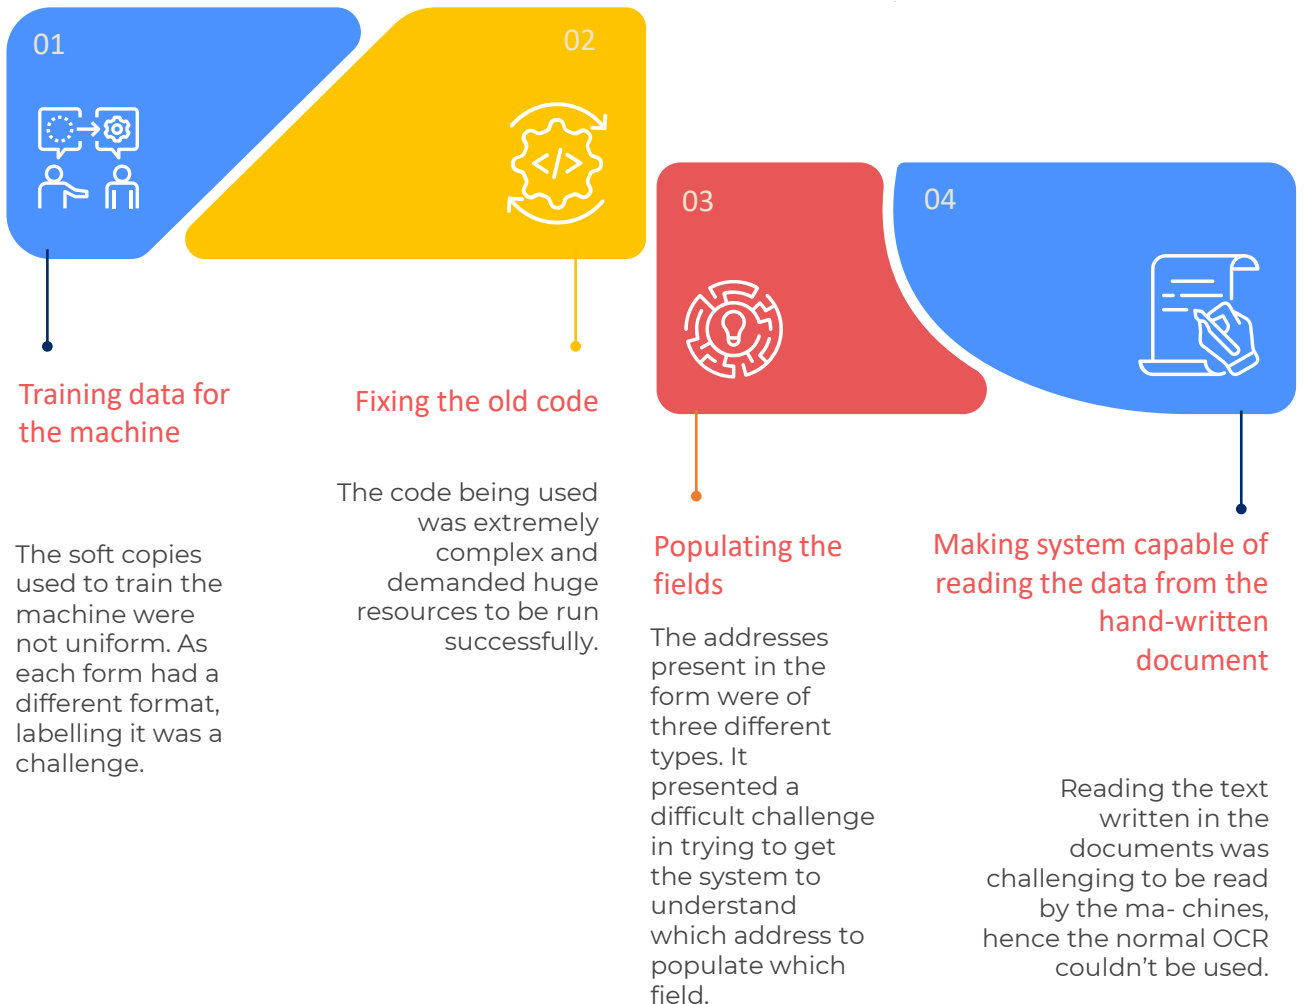 01
Training data for
the machine
The soft copies
used to train the
machine were
not uniform. As
each form had a
different format,
labelling it was a
challenge.
02
</>
Fixing the old code
The code being used
was extremely
complex and
demanded huge
resources to be run
successfully.
03
Populating the
fields
The addresses
present in the
form were of
three different
types. It
presented a
difficult challenge
in trying to get
the system to
understand
which address to
populate which
field.
04
Making system capable of
reading the data from the
hand-written
document
Reading the text
written in the
documents was
challenging to be read
by the ma- chines,
hence the normal OCR
couldn’t be used.